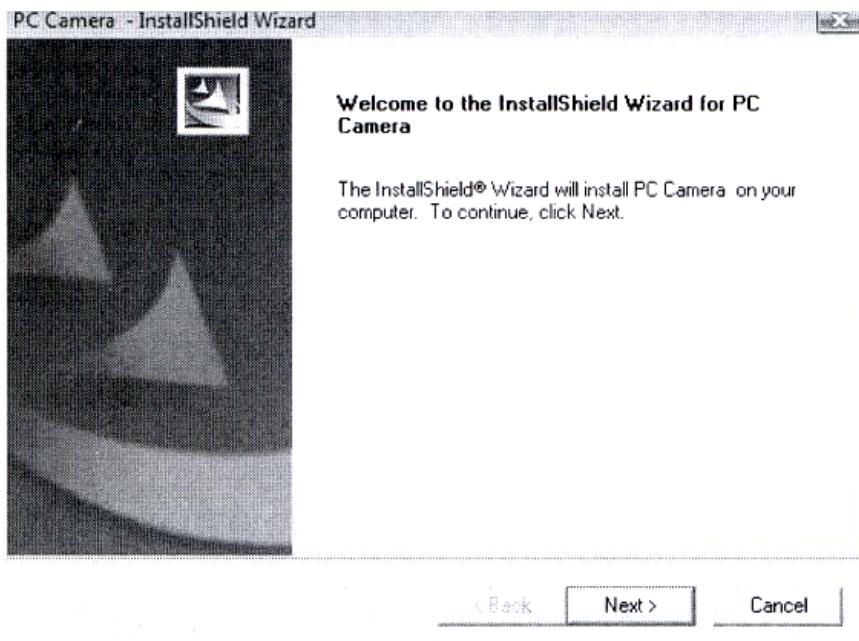 PC Camera - InstallShield Wizard
Welcome to the InstallShield Wizard for PC
Camera
The InstallShield® Wizard will install PC Camera on your
computer. To continue, click Next.
< Back Next > Cancel